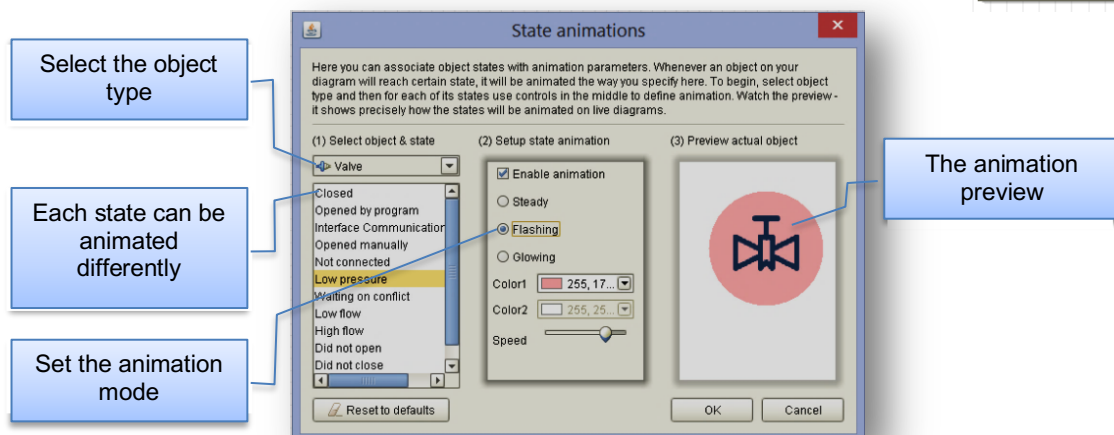 State animations
Select the object
type
Here you can associate object states with animation parameters. Whenever an object on your
diagram will reach certain state, it will be animated the way you specify here. To begin, select object
type and then for each of its states use controls in the middle to define animation. Watch the preview -
it shows precisely how the states will be animated on live diagrams.
(1) Select object & state
(2) Setup state animation
(3) Preview actual object
Valve
Enable animation
The animation
preview
Each state can be
animated
differently
Closed
Opened by program
Interface Communication
Opened manually
Not connected
Low pressure
Waiting on conflict
Low flow
High flow
Did not open
Did not close
Steady
Flashing
Glowing
Color1 255, 17...
Color2 255, 25...
Speed
Set the animation
mode
Reset to defaults
OK
Cancel